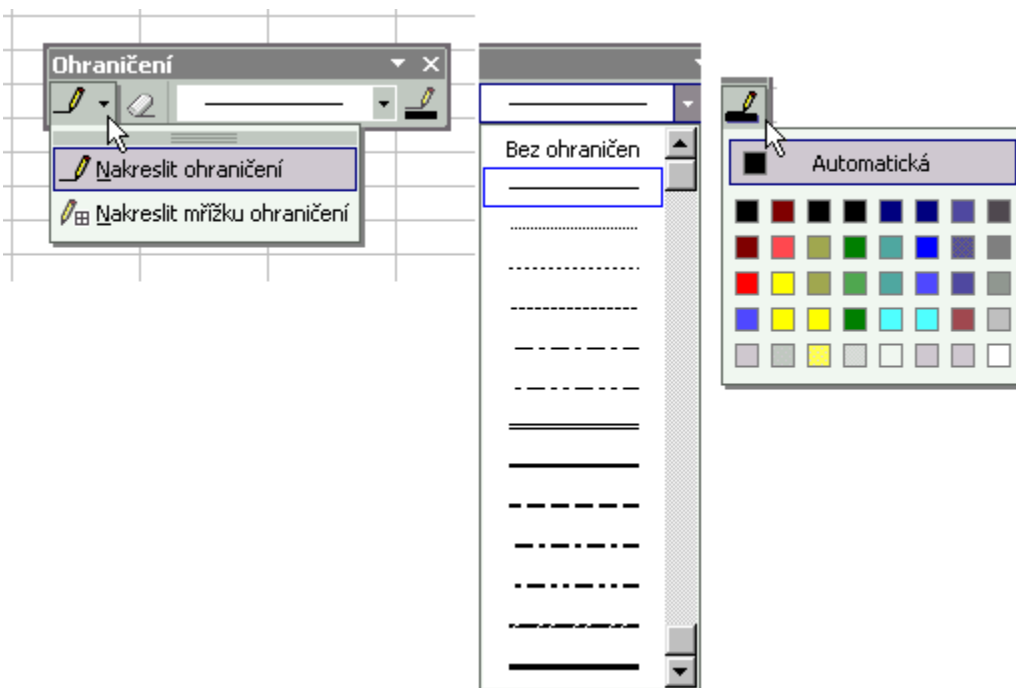 Ohraničení
Nakreslit ohraničení
Nakreslit mřížku ohraničení
Bez ohraničen
Automatická